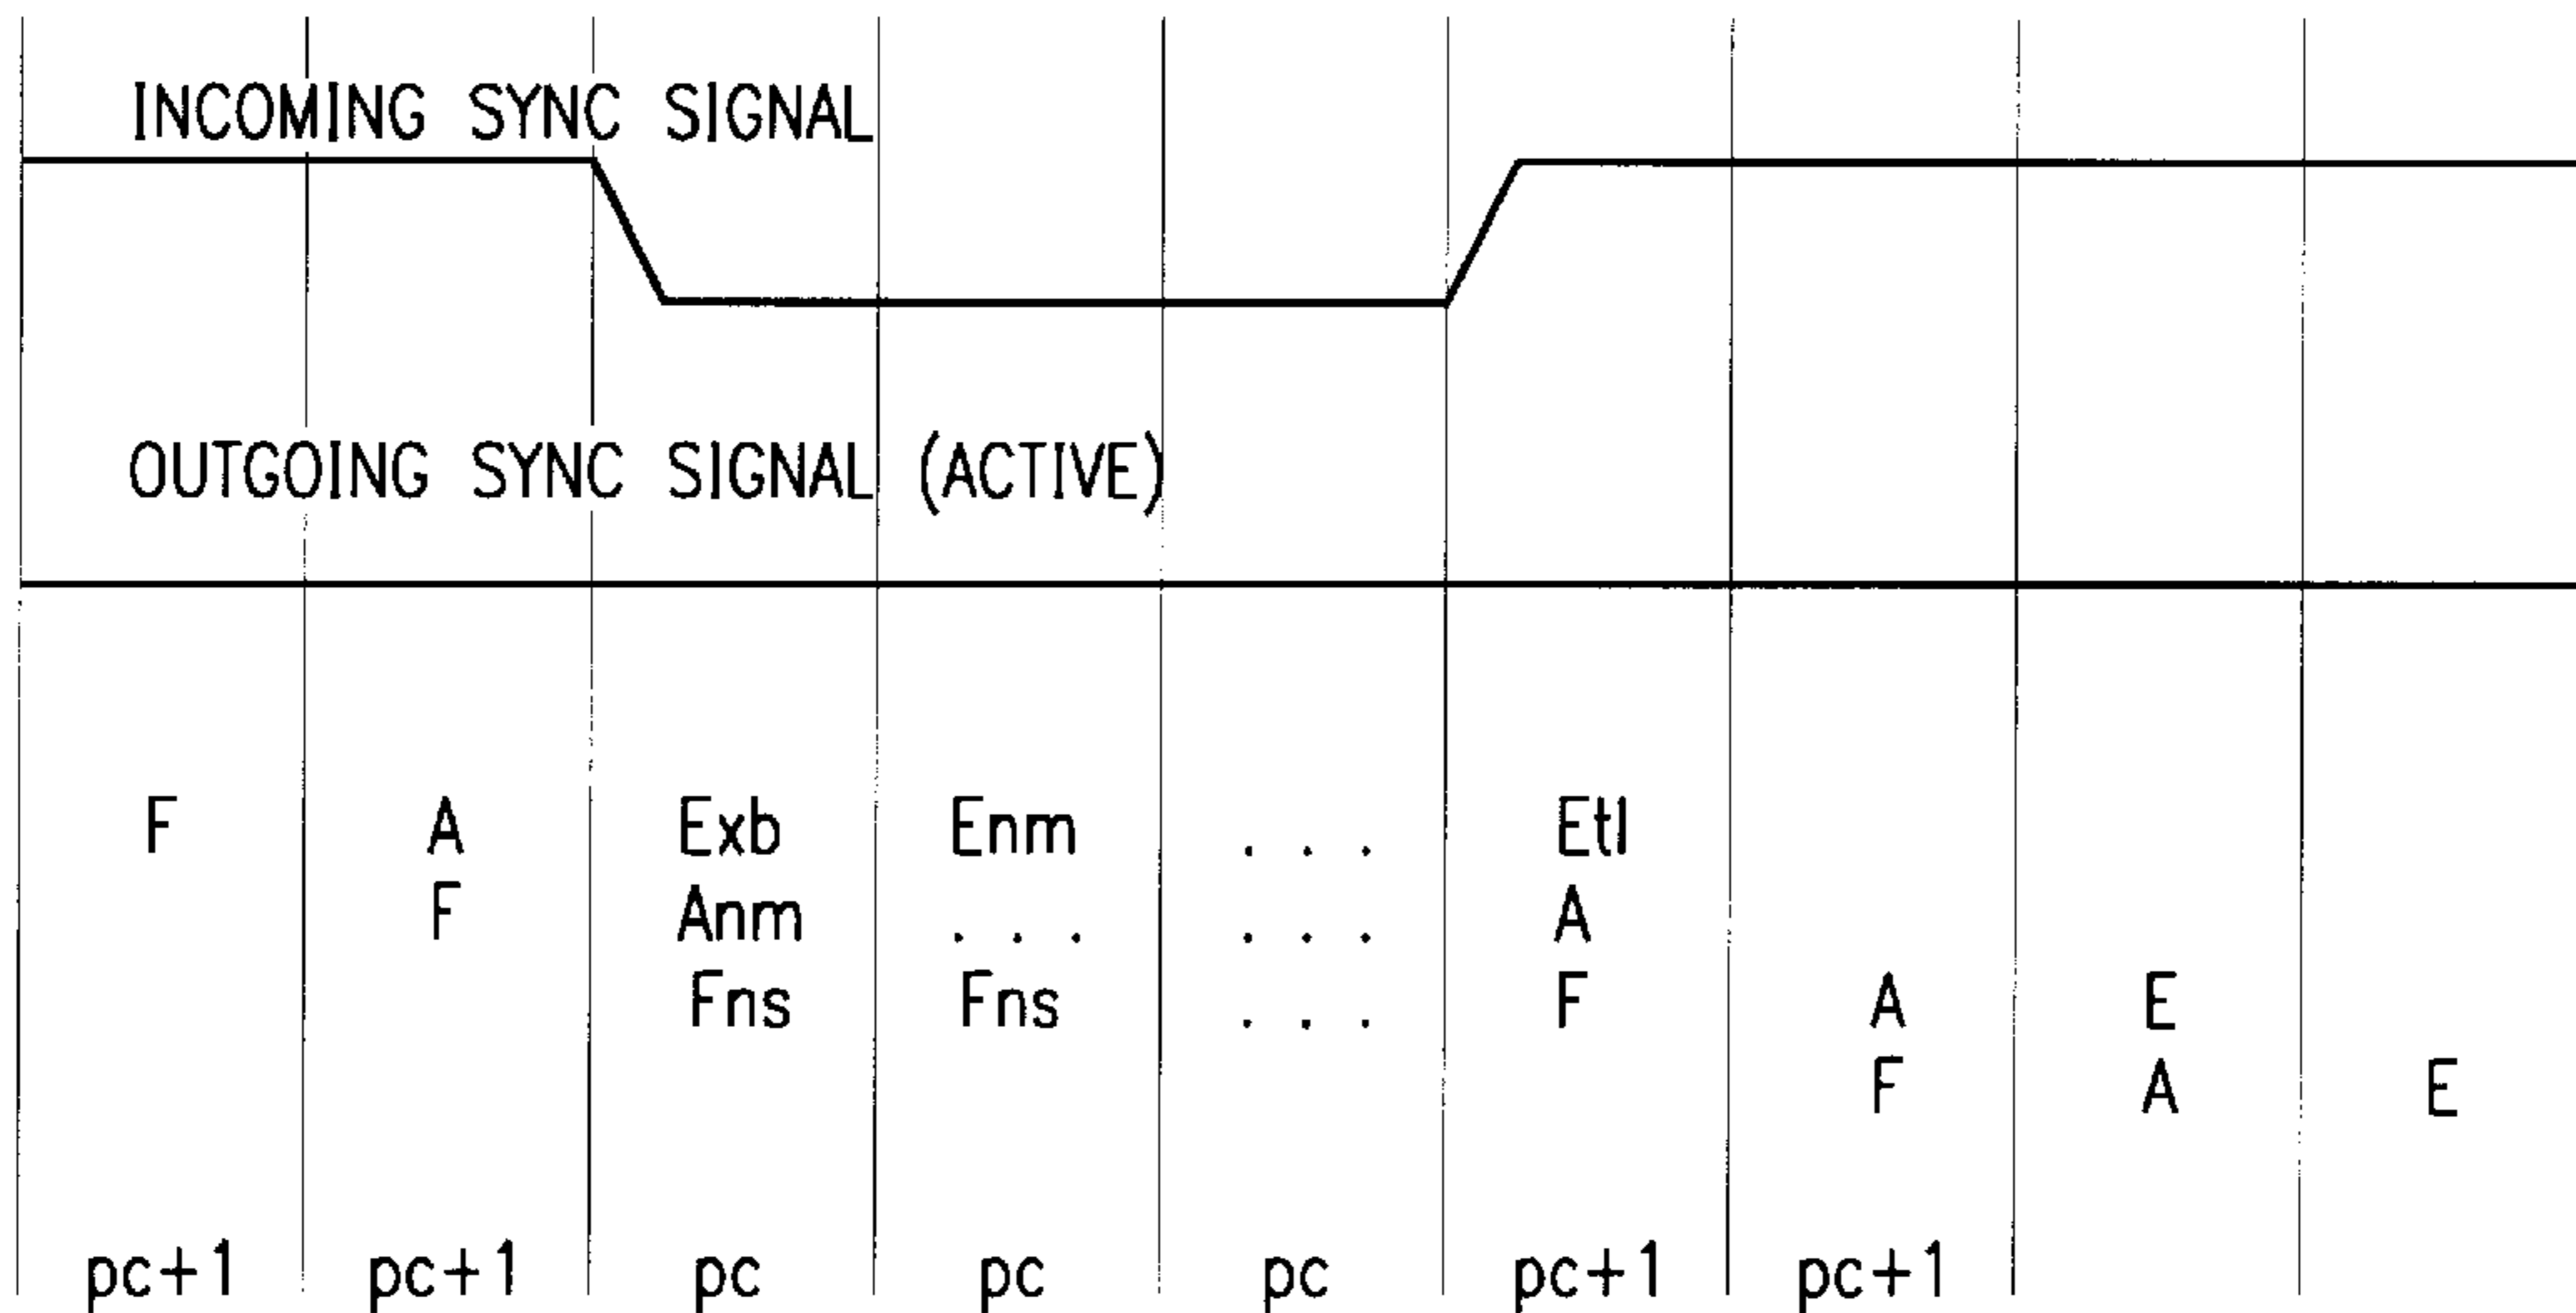 INCOMING SYNC SIGNAL
OUTGOING SYNC SIGNAL (ACTIVE)
F A Exb Enm . . . Etl
F Anm . . . . . . A
Fns Fns . . . F A E
F A E
pc+1 pc+1 pc pc pc pc+1 pc+1